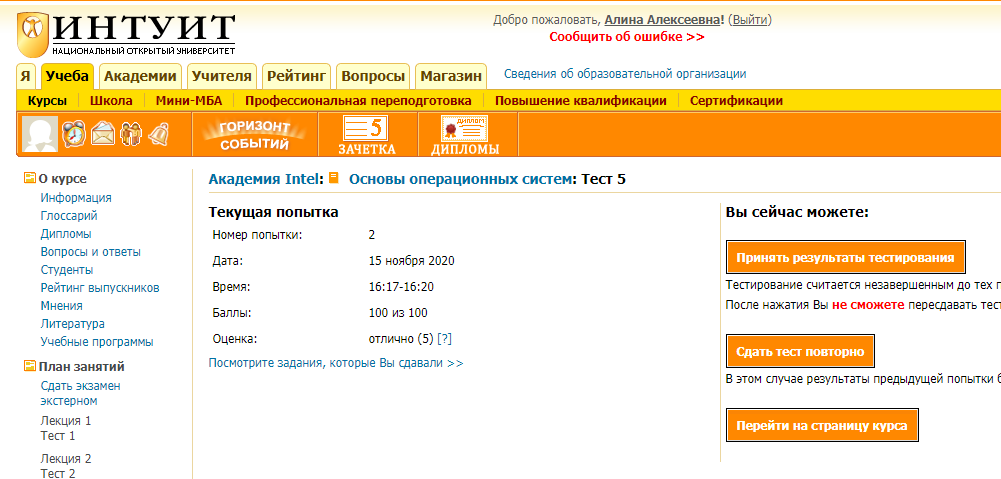 ИНТУИТ
НАЦИОНАЛЬНЫЙ ОТКРЫТЫЙ УНИВЕРСИТЕТ
Добро пожаловать, Алина Алексеевна! (Выйти)
Сообщить об ошибке >>
Я Учеба Академии Учителя Рейтинг Вопросы Магазин Сведения об образовательной организации
Курсы Школа Мини-МБА Профессиональная переподготовка Повышение квалификации Сертификации
ГОРИЗОНТ СОБЫТИЙ
5
ЗАЧЕТКА
ДИПЛОМ
ДИПЛОМЫ
О курсе
Информация
Глоссарий
Дипломы
Вопросы и ответы
Студенты
Рейтинг выпускников
Мнения
Литература
Учебные программы
План занятий
Сдать экзамен
экстерном
Лекция 1
Тест 1
Лекция 2
Тест 2
Академия Intel: Основы операционных систем: Тест 5
Текущая попытка
Номер попытки: 2
Дата: 15 ноября 2020
Время: 16:17-16:20
Баллы: 100 из 100
Оценка: отлично (5) [?]
Посмотрите задания, которые Вы сдавали >>
Вы сейчас можете:
Принять результаты тестирования
Тестирование считается незавершенным до тех п
После нажатия Вы не сможете пересдавать тест
Сдать тест повторно
В этом случае результаты предыдущей попытки б
Перейти на страницу курса